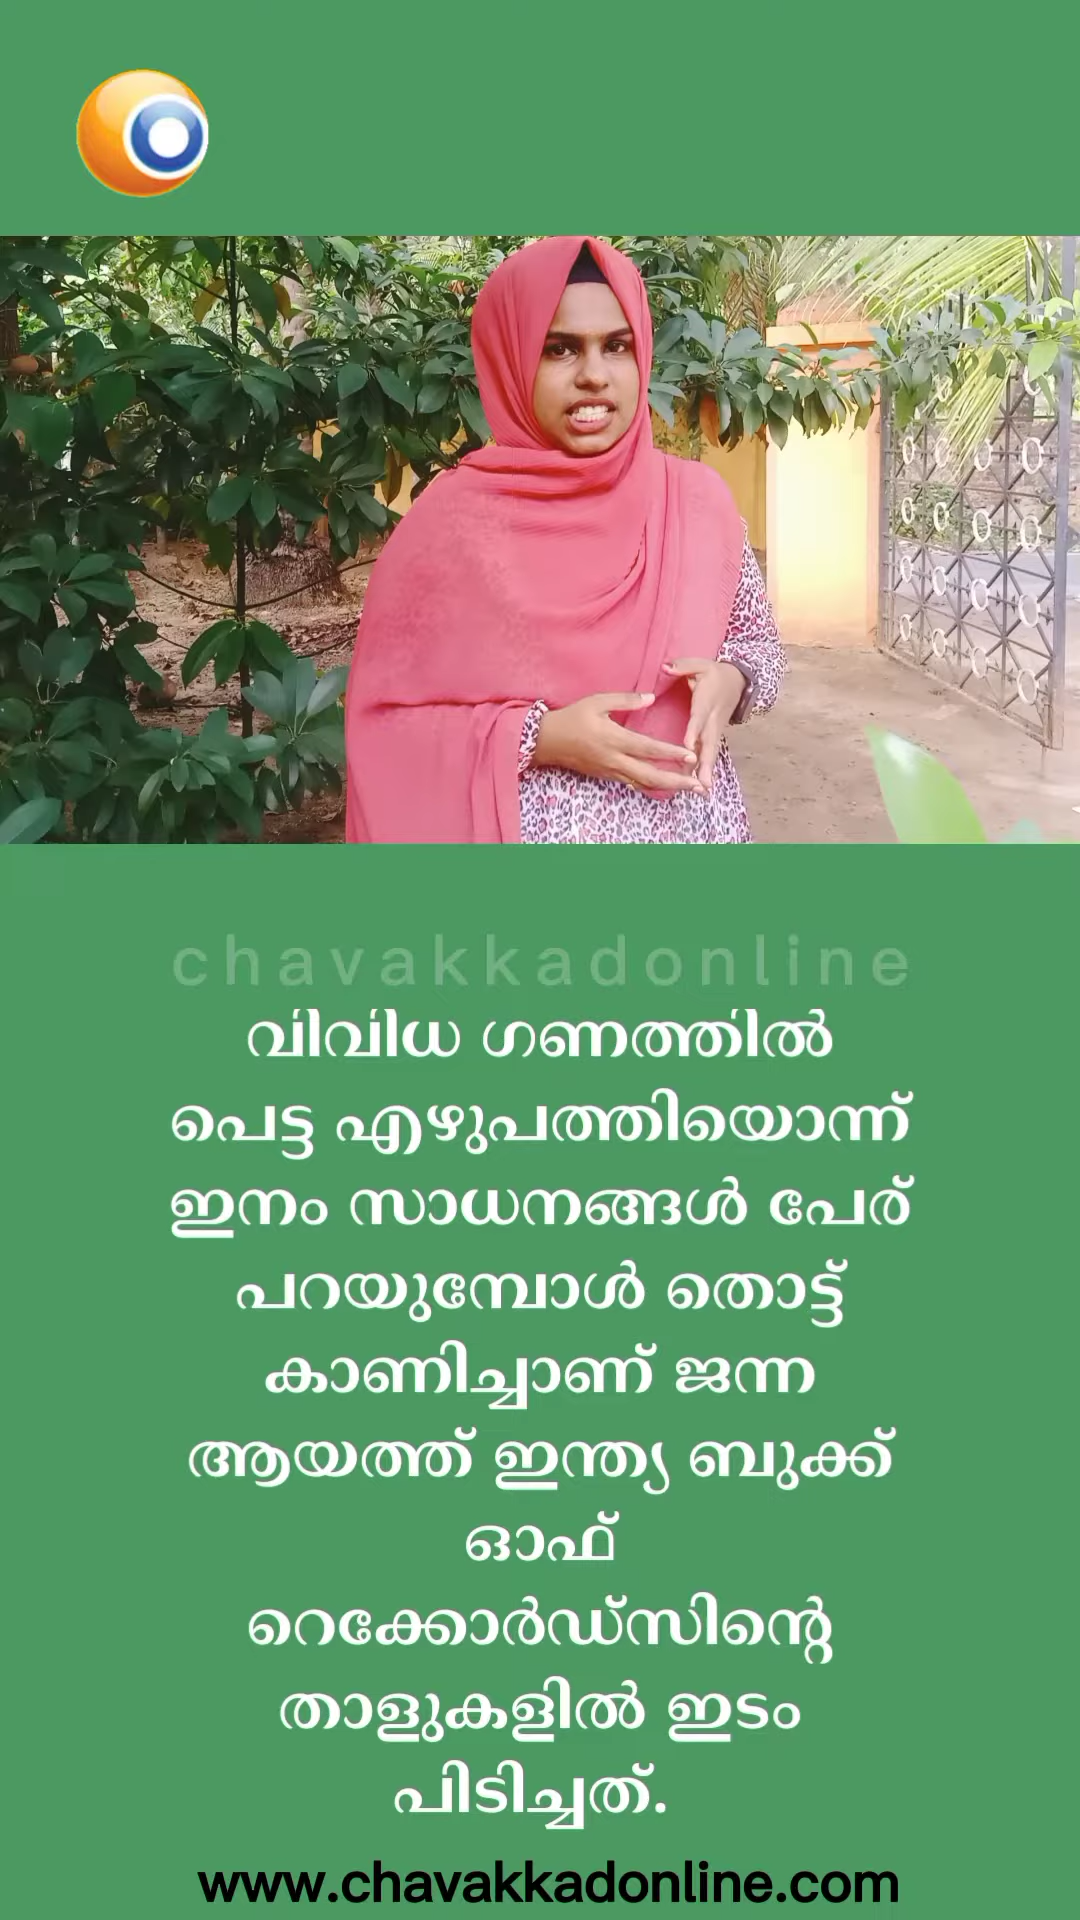 chavakkadonline
വിവിധ ഗണത്തിൽ
പെട്ട എഴുപത്തിയൊന്ന്
ഇനം സാധനങ്ങൾ പേര്
പറയുമ്പോൾ തൊട്ട്
കാണിച്ചാണ് ജന്ന
ആയത്ത് ഇന്ത്യ ബുക്ക്
ഓഫ്
റെക്കോർഡ്സിന്റെ
താളുകളിൽ ഇടം
പിടിച്ചത്.
www.chavakkadonline.com